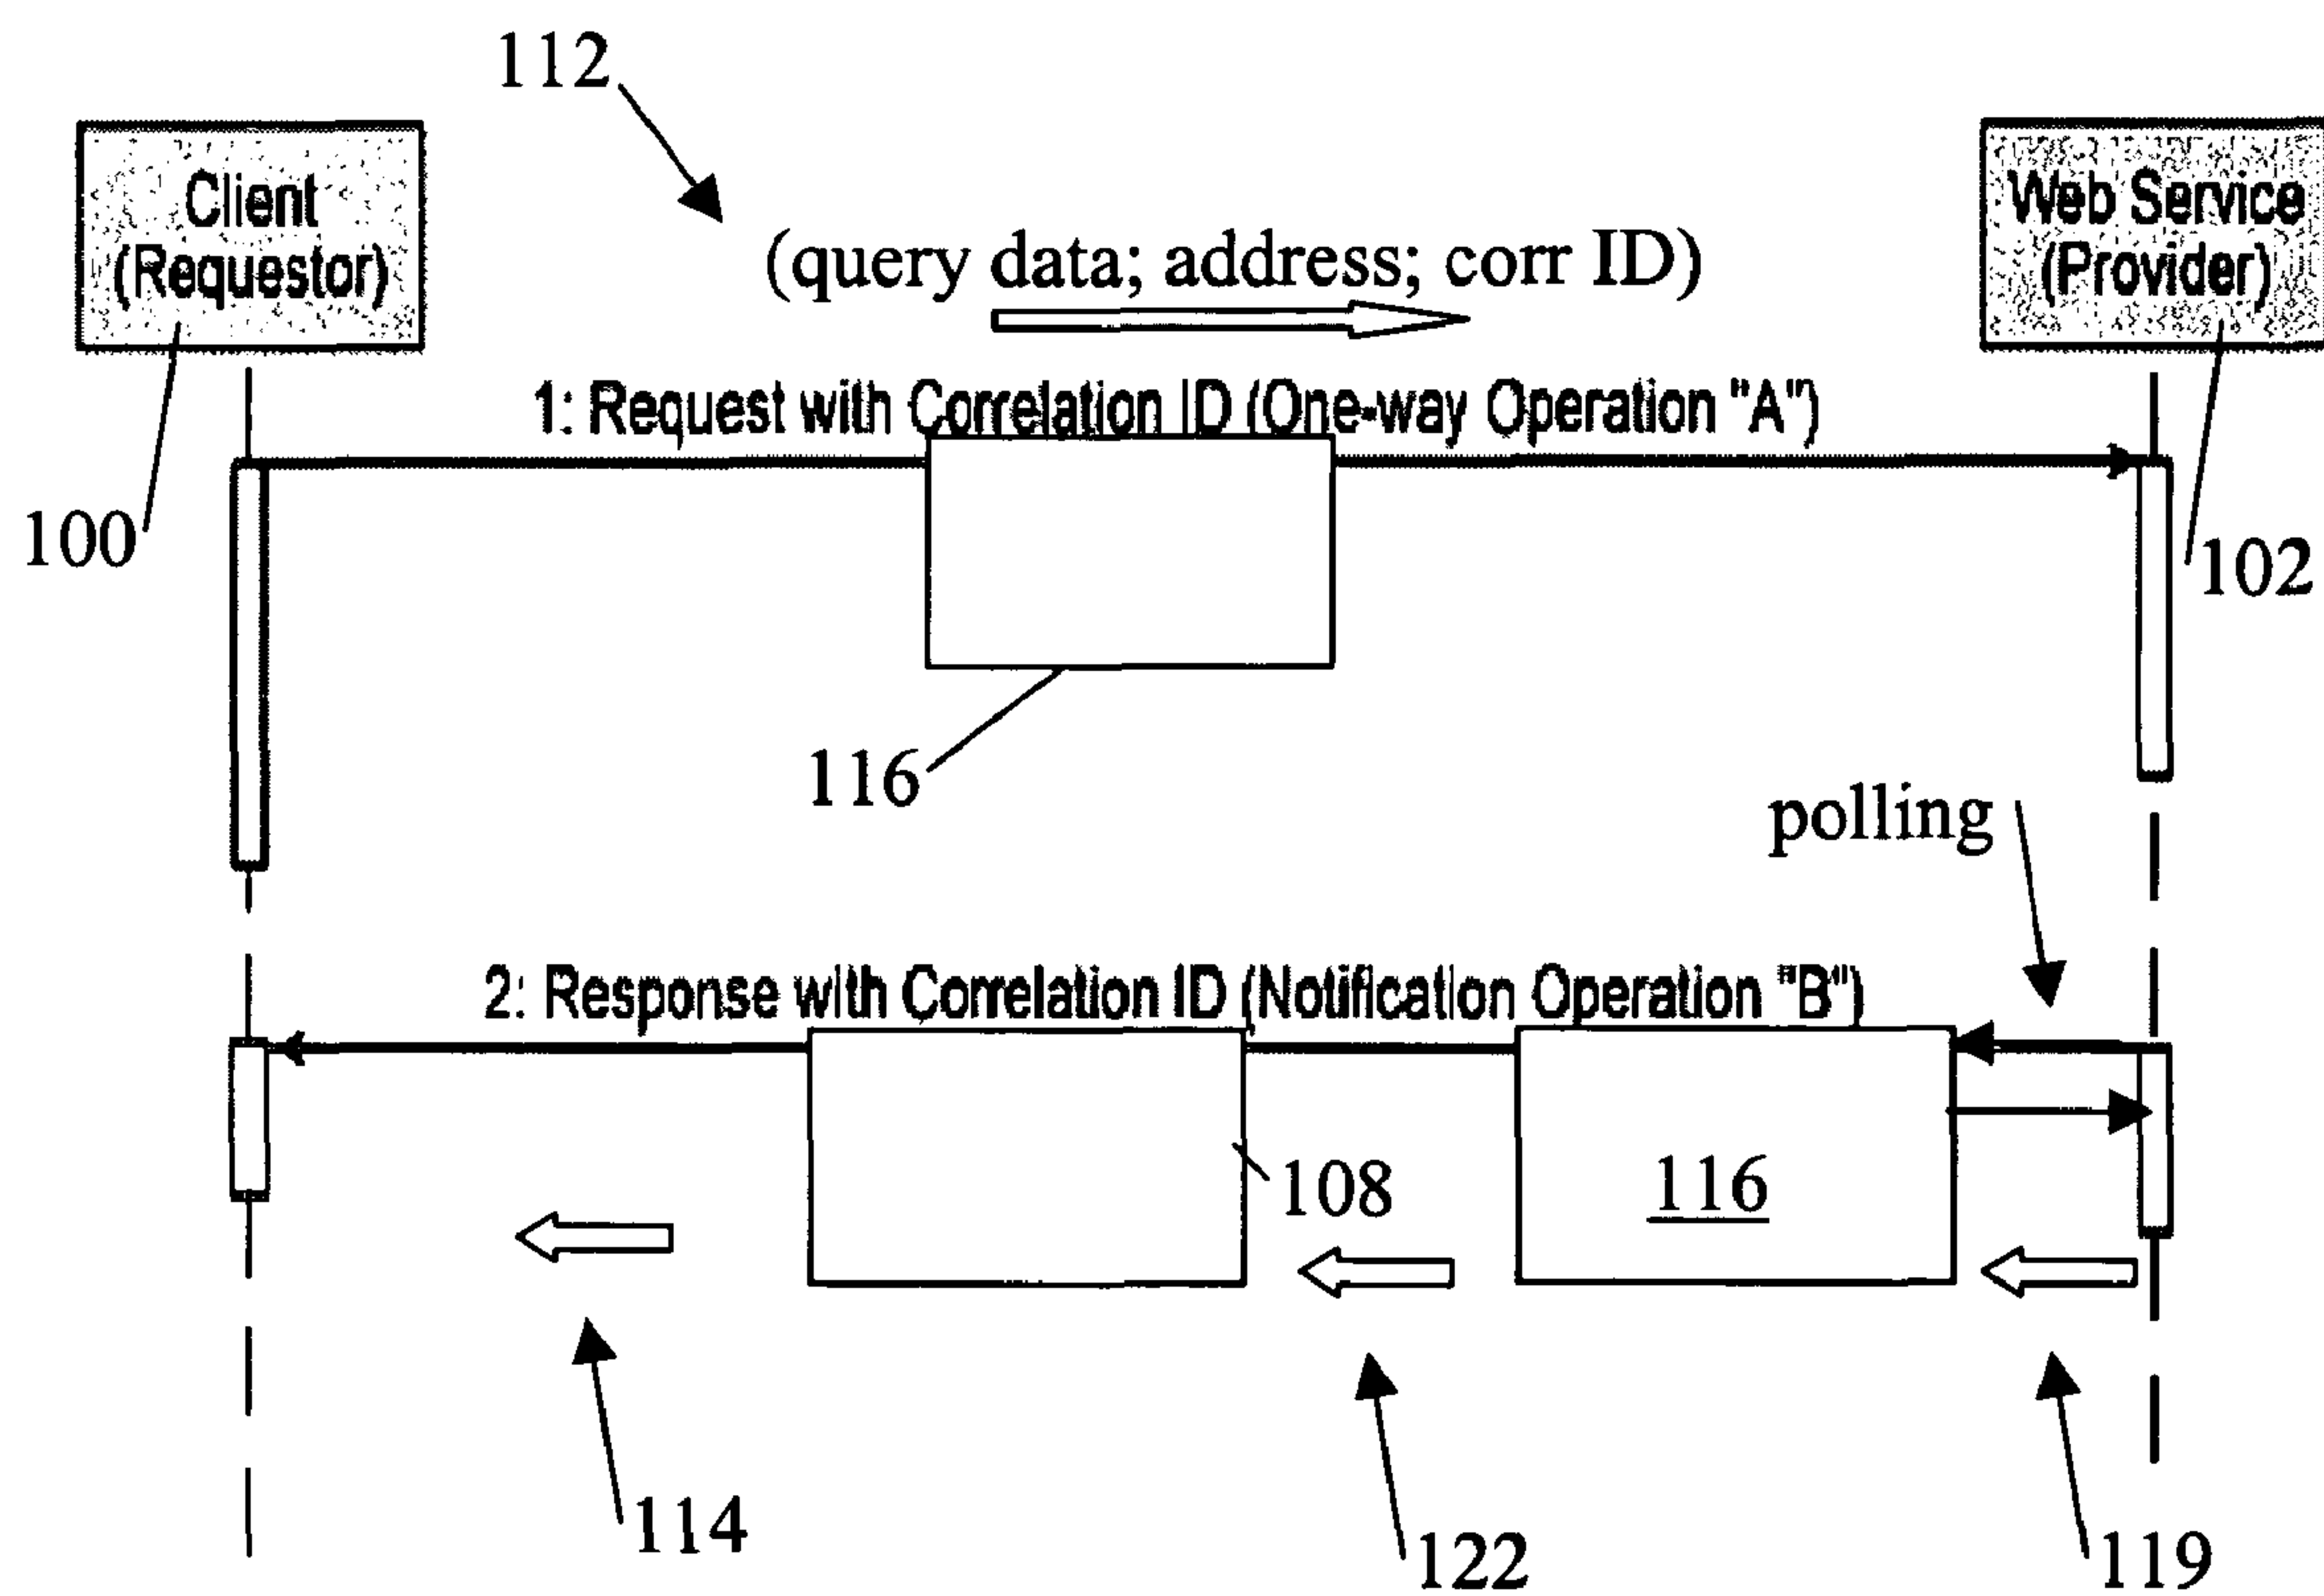 112
Client
(Requestor)
Web Service
(Provider)
(query data; address; corr ID)
1: Request with Correlation ID (One-way Operation "A")
100
102
116
polling
2: Response with Correlation ID (Notification Operation "B")
108
116
114
122
119